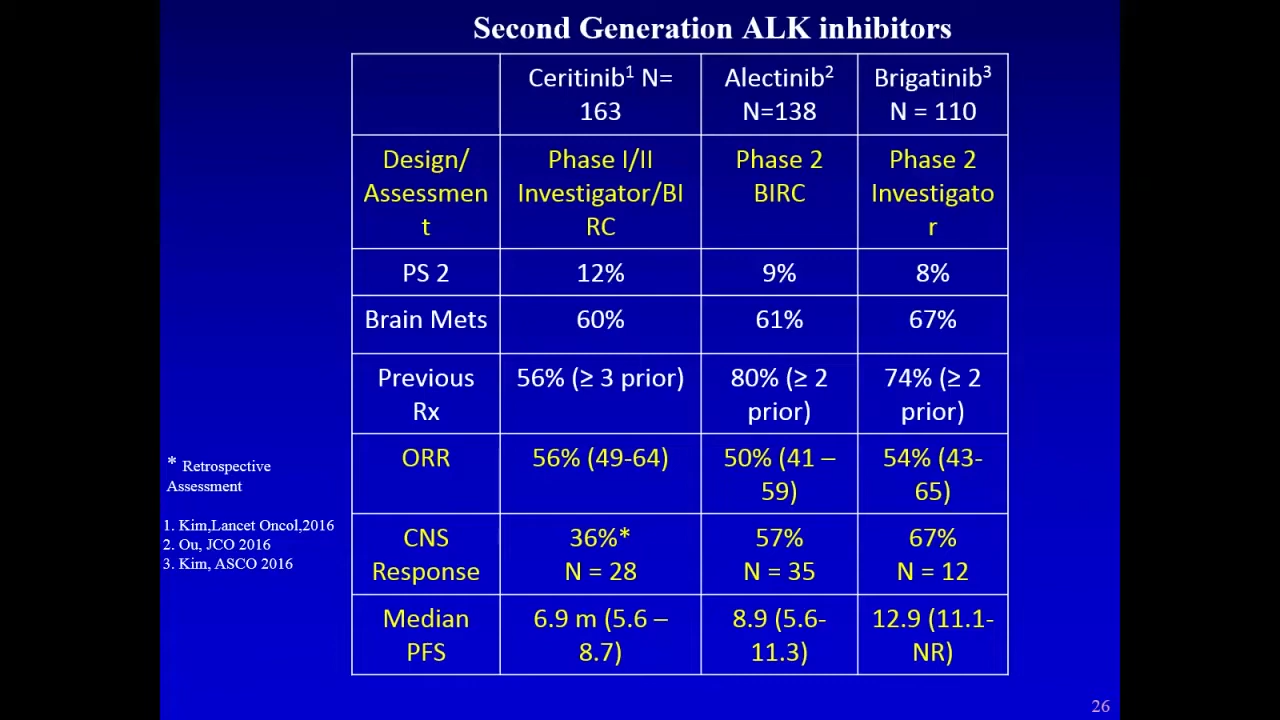 Second Generation ALK inhibitors
Ceritinib¹ N=
163
Alectinib²
N=138
Brigatinib³
N = 110
Design/
Assessmen
t
Phase I/II
Investigator/BI
RC
Phase 2
BIRC
Phase 2
Investigato
r
PS 2
12%
9%
8%
Brain Mets
60%
61%
67%
Previous
Rx
56% (≥ 3 prior)
80% (≥ 2
prior)
74% (≥ 2
prior)
ORR
56% (49-64)
50% (41 –
59)
54% (43-
65)
CNS
Response
36%*
N = 28
57%
N = 35
67%
N = 12
Median
PFS
6.9 m (5.6 –
8.7)
8.9 (5.6-
11.3)
12.9 (11.1-
NR)
* Retrospective
Assessment
1. Kim,Lancet Oncol,2016
2. Ou, JCO 2016
3. Kim, ASCO 2016
26